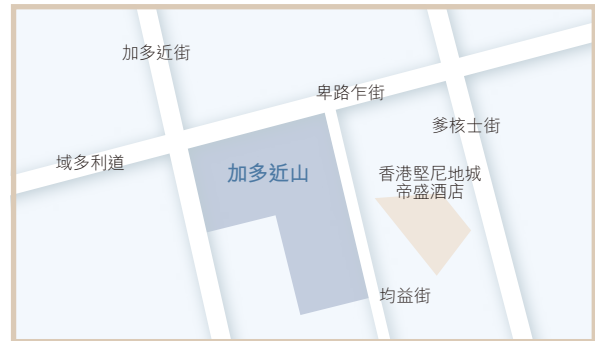 加多近街
卑路乍街
爹核士街
域多利道
加多近山
香港堅尼地城
帝盛酒店
均益街